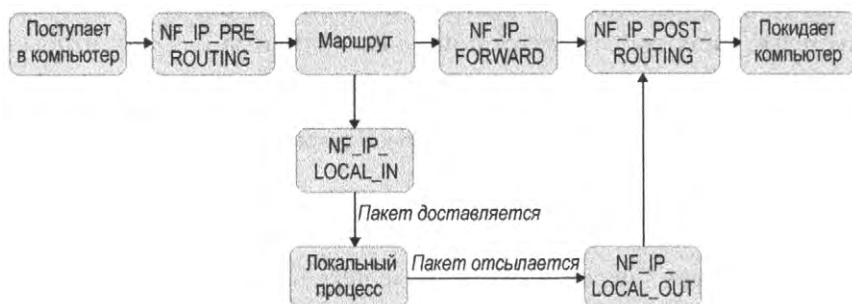 Поступает
в компьютер
NF_IP_PRE_
ROUTING
Маршрут
NF_IP_
FORWARD
NF_IP_POST_
ROUTING
Покидает
компьютер
NF_IP_
LOCAL_IN
Пакет доставляется
Локальный
процесс
Пакет отсылается
NF_IP_
LOCAL_OUT